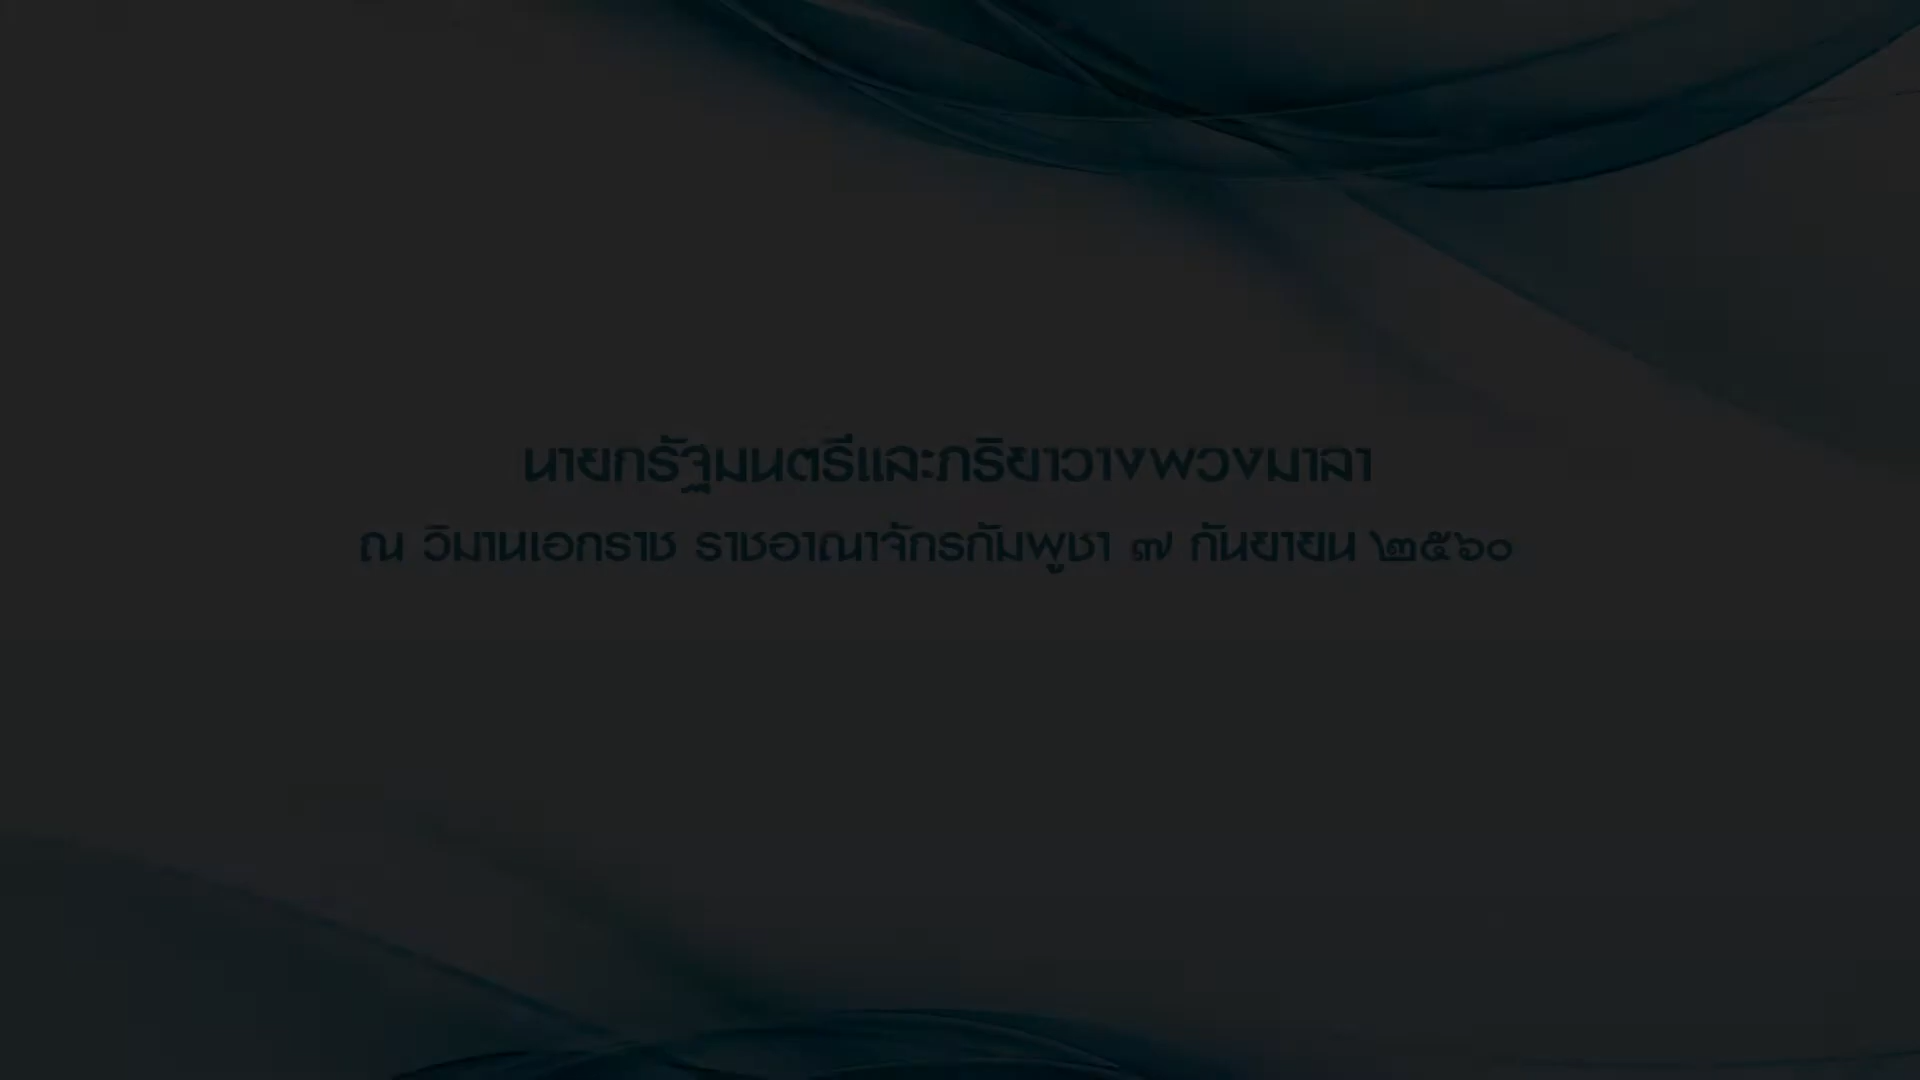 นายกรัฐมนตรีและภริยาวางพวงมาลา
ณ วิมานเอกราช ราชอาณาจักรกัมพูชา ๗ กันยายน ๒๕๖๐